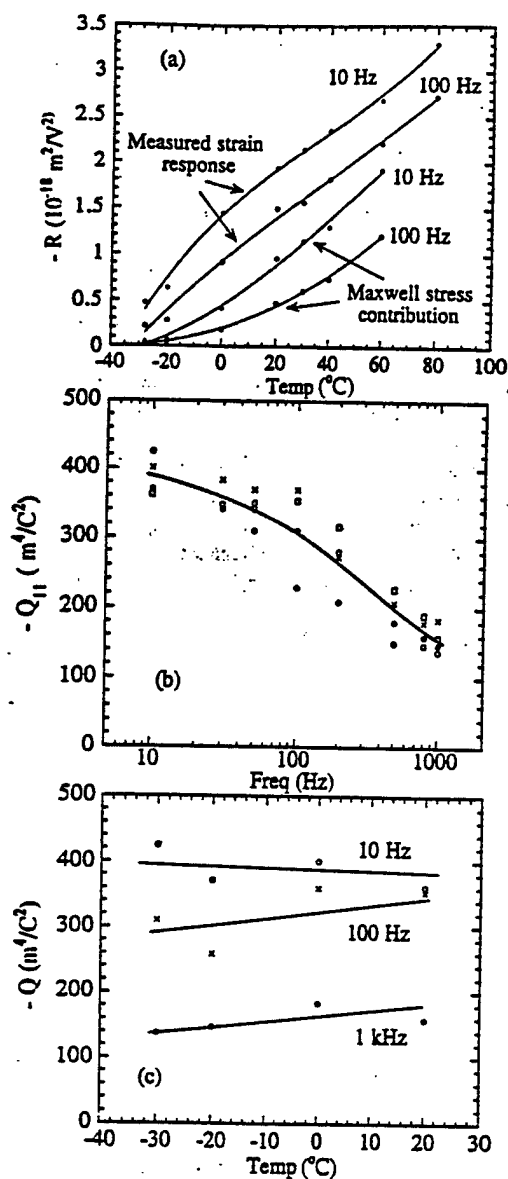 (a)
3.5
3
2.5
2
1.5
1
0.5
0
- R (10⁻¹⁸ m²/V²)
10 Hz
100 Hz
Measured strain
response
10 Hz
100 Hz
Maxwell stress
contribution
-40 -20 0 20 40 60 80 100
Temp (°C)
500
400
300
200
100
0
- Q₁₁ ( m⁴/C²)
(b)
10 100 1000
Freq (Hz)
500
400
300
200
100
0
- Q (m⁴/C²)
10 Hz
100 Hz
1 kHz
(c)
-40 -30 -20 -10 0 10 20 30
Temp (°C)